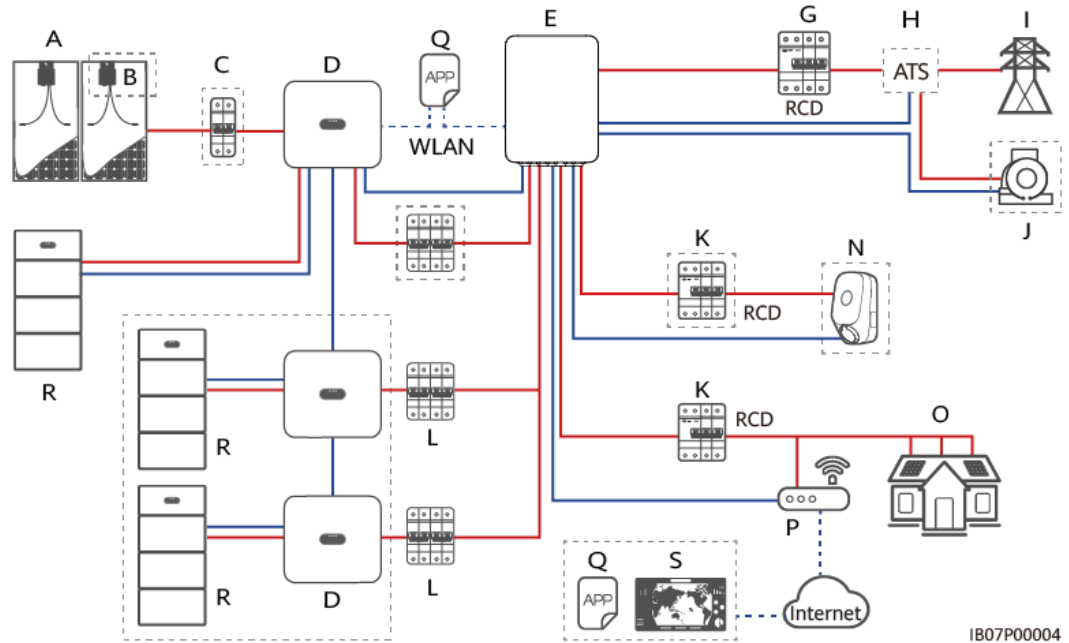 A
B
C
D
Q
APP
WLAN
E
G
RCD
H
ATS
I
J
K
RCD
N
R
K
RCD
O
R
L
P
R
D
L
Q
APP
S
Internet
IB07P00004